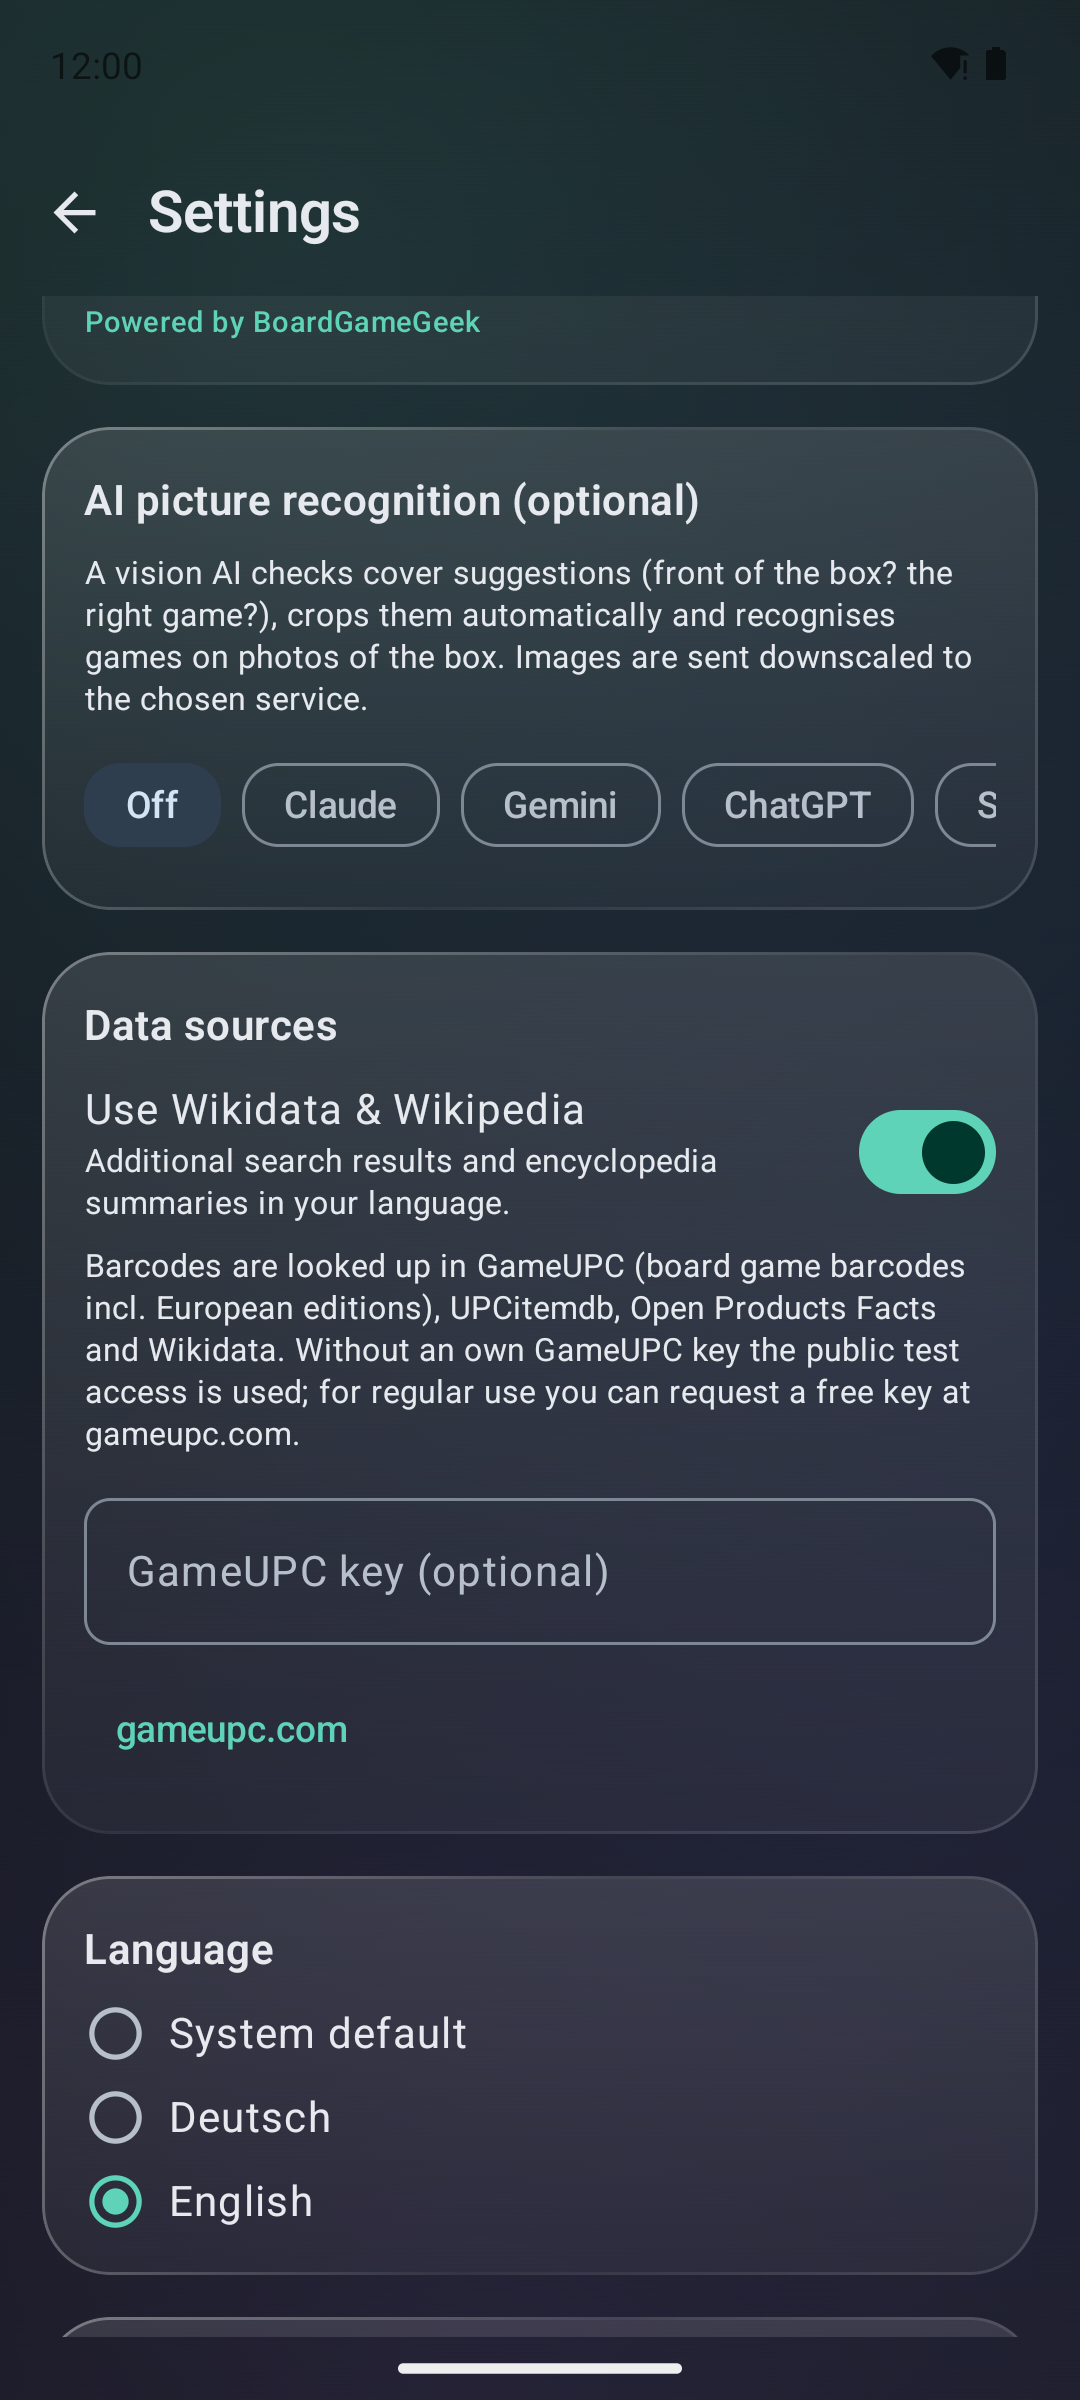 12:00
Settings
Powered by BoardGameGeek
AI picture recognition (optional)
A vision AI checks cover suggestions (front of the box? the
right game?), crops them automatically and recognises
games on photos of the box. Images are sent downscaled to
the chosen service.
Off Claude Gemini ChatGPT S
Data sources
Use Wikidata & Wikipedia
Additional search results and encyclopedia
summaries in your language.
Barcodes are looked up in GameUPC (board game barcodes
incl. European editions), UPCitemdb, Open Products Facts
and Wikidata. Without an own GameUPC key the public test
access is used; for regular use you can request a free key at
gameupc.com.
GameUPC key (optional)
gameupc.com
Language
System default
Deutsch
English